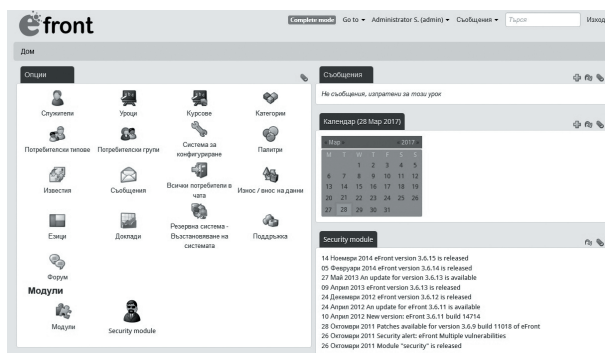 efront
Complete mode Go to Administrator S. (admin) Съобщения Търси Изход
Дом
Опции
Служители Уроци Курсове Категории
Потребителски типове Потребителски групи Система за конфигуриране Папитри
Известия Съобщения Всички потребители в чата Износ / внос на данни
Езици Доклади Резервна система - Възстановяване на системата Поддръжка
Форум
Модули
Модули Security module
Съобщения
Не съобщения, изпратени за този урок
Календар (28 Мар 2017)
« Мар » « 2017 »
M T W T F S S
1 2 3 4 5
6 7 8 9 10 11 12
13 14 15 16 17 18 19
20 21 22 23 24 25 26
27 28 29 30 31
Security module
14 Ноември 2014 eFront version 3.6.15 is released
05 Февруари 2014 eFront version 3.6.14 is released
27 Май 2013 An update for version 3.6.13 is available
09 Април 2013 eFront version 3.6.13 is released
24 Декември 2012 eFront version 3.6.12 is released
24 Април 2012 An update for eFront 3.6.11 is available
10 Април 2012 New version: eFront 3.6.11 build 14714
28 Октомври 2011 Patches available for version 3.6.9 build 11018 of eFront
26 Октомври 2011 Security alert: eFront Multiple vulnerabilities
26 Октомври 2011 Module "security" is released